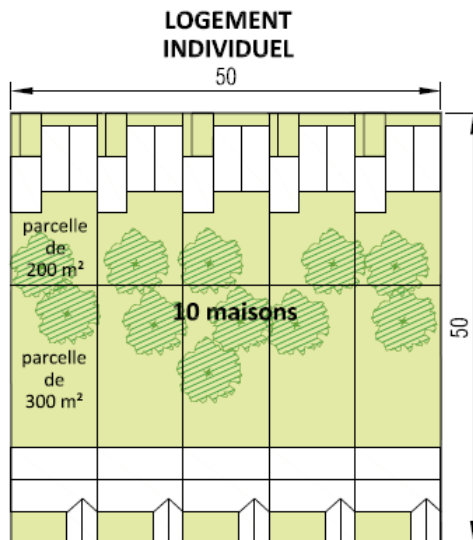 LOGEMENT
INDIVIDUEL
50
parcelle
de
200 m²
10 maisons
50
parcelle
de
300 m²